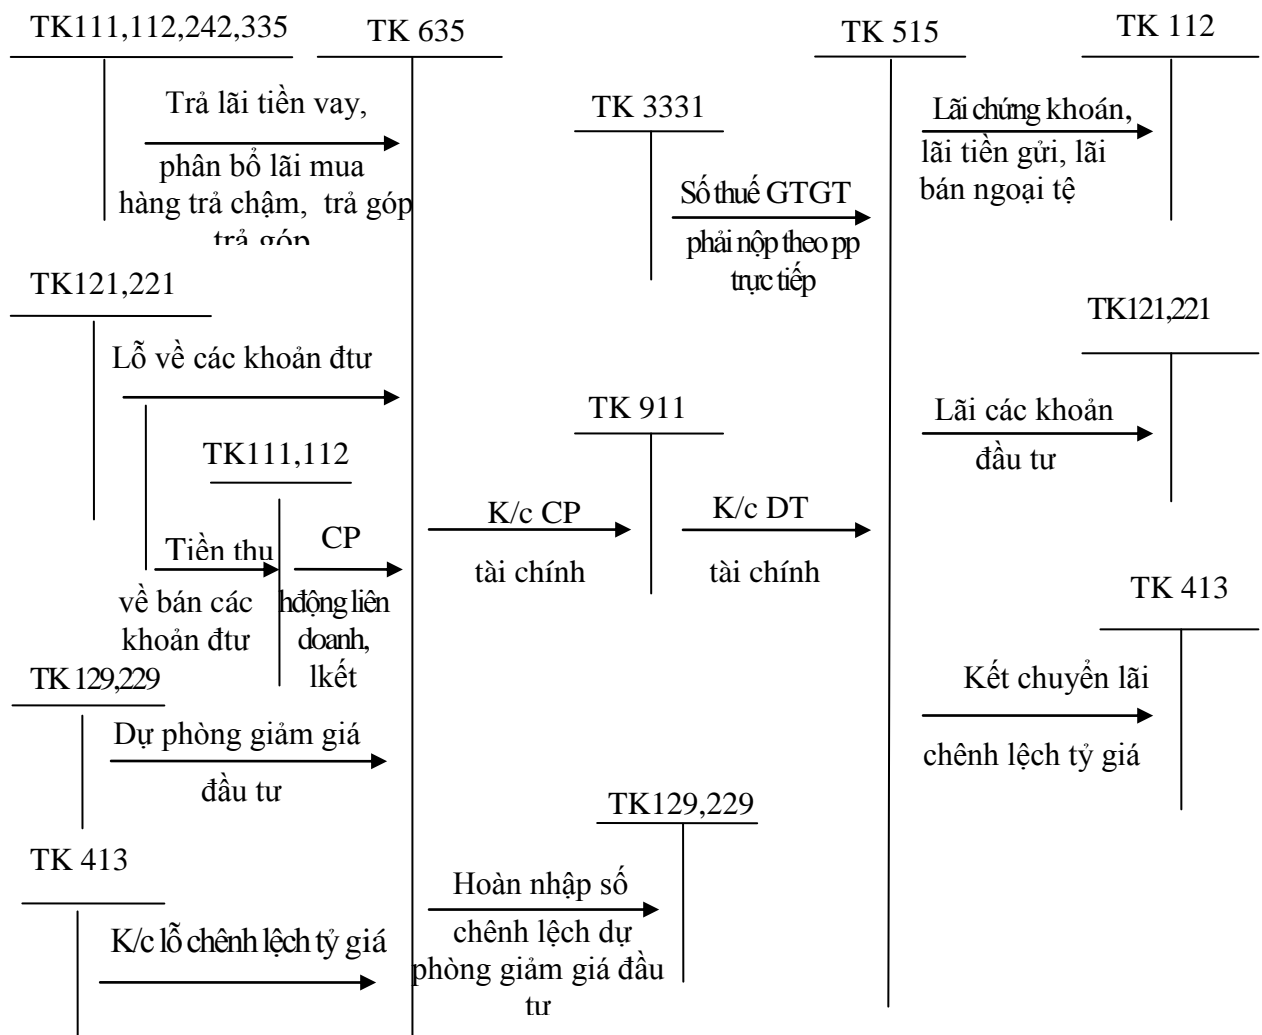 TK111,112,242,335
TK 635
TK 515
TK 112
Trả lãi tiền vay,
phân bổ lãi mua
hàng trả chậm, trả góp
trả góp
TK 3331
Số thuế GTGT
phải nộp theo pp
trực tiếp
Lãi chứng khoán,
lãi tiền gửi, lãi
bán ngoại tệ
TK121,221
Lỗ về các khoản đtư
TK111,112
Tiền thu
về bán các
khoản đtư
CP
hđộng liên
doanh,
lkết
TK 911
K/c CP
tài chính
K/c DT
tài chính
TK121,221
Lãi các khoản
đầu tư
TK 413
Kết chuyển lãi
chênh lệch tỷ giá
TK 129,229
Dự phòng giảm giá
đầu tư
TK 413
K/c lỗ chênh lệch tỷ giá
TK129,229
Hoàn nhập số
chênh lệch dự
phòng giảm giá đầu
tư